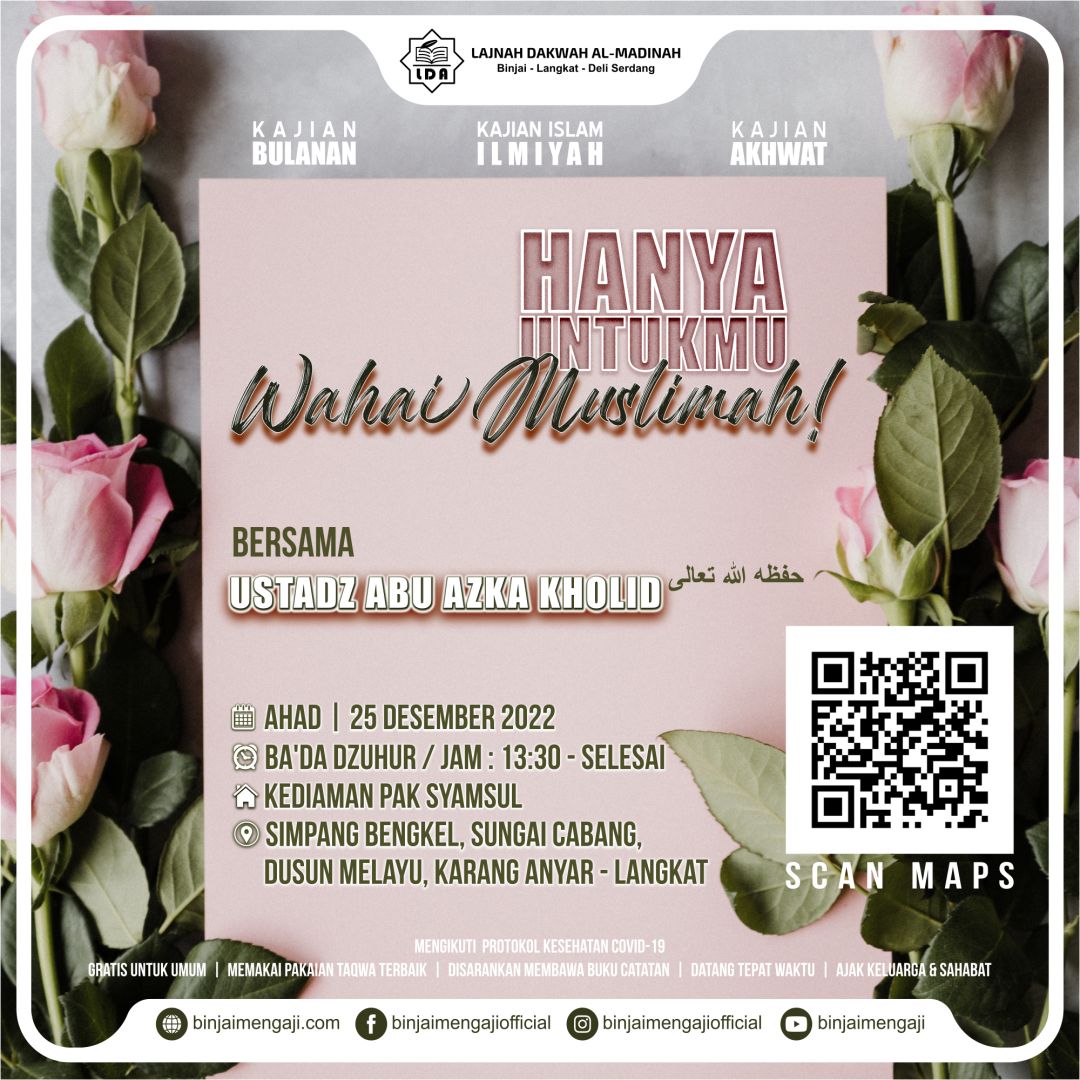 LDA
LAJNAH DAKWAH AL-MADINAH
Binjai - Langkat - Deli Serdang
KAJIAN
BULANAN
KAJIAN ISLAM
ILMIYAH
KAJIAN
AKHWAT
HANYA
UNTUKMU
Wahai Muslimah!
BERSAMA
USTADZ ABU AZKA KHOLID حفظه الله تعالى
AHAD | 25 DESEMBER 2022
BA'DA DZUHUR / JAM : 13:30 - SELESAI
KEDIAMAN PAK SYAMSUL
SIMPANG BENGKEL, SUNGAI CABANG,
DUSUN MELAYU, KARANG ANYAR - LANGKAT
SCAN MAPS
MENGIKUTI PROTOKOL KESEHATAN COVID-19
GRATIS UNTUK UMUM | MEMAKAI PAKAIAN TAQWA TERBAIK | DISARANKAN MEMBAWA BUKU CATATAN | DATANG TEPAT WAKTU | AJAK KELUARGA & SAHABAT
binjaimengaji.com binjaimengajiofficial binjaimengajiofficial binjaimengaji